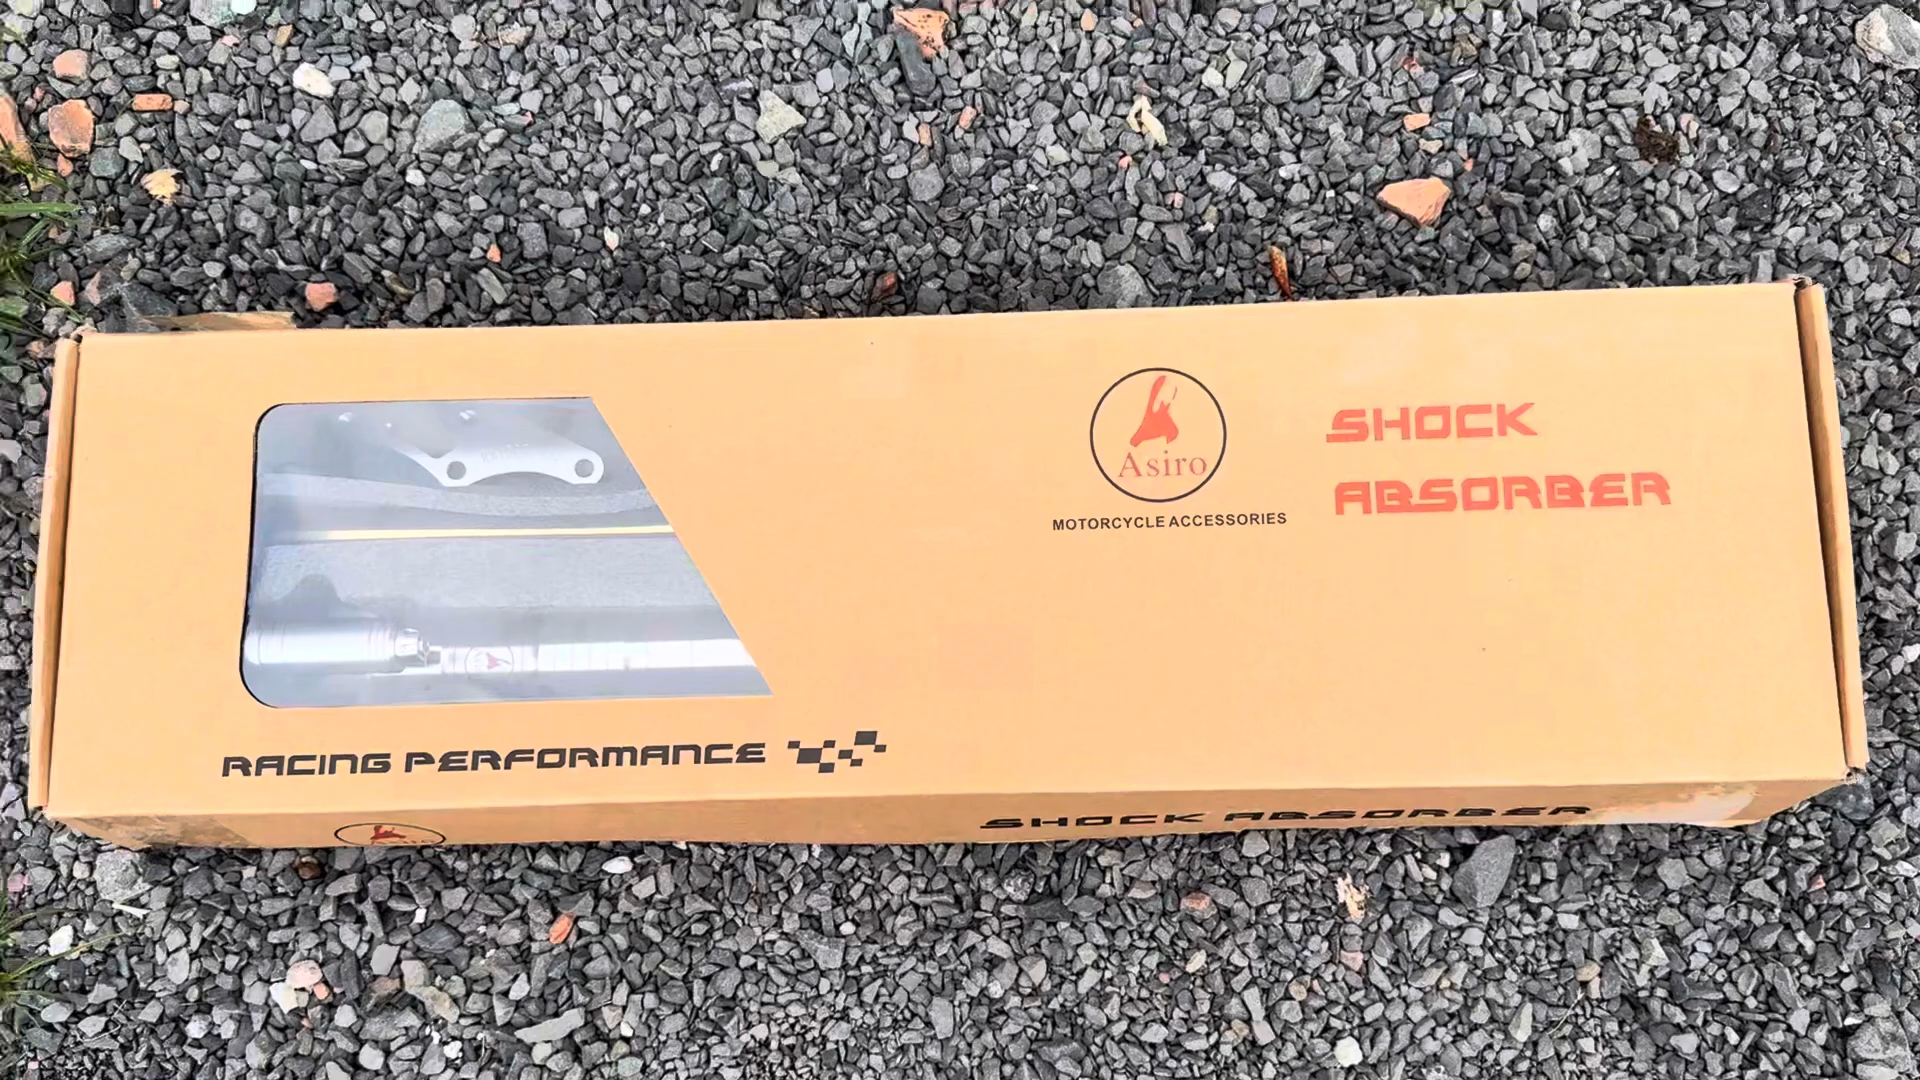 Asiro
MOTORCYCLE ACCESSORIES
SHOCK
ABSORBER
RACING PERFORMANCE
SHOCK ABSORBER